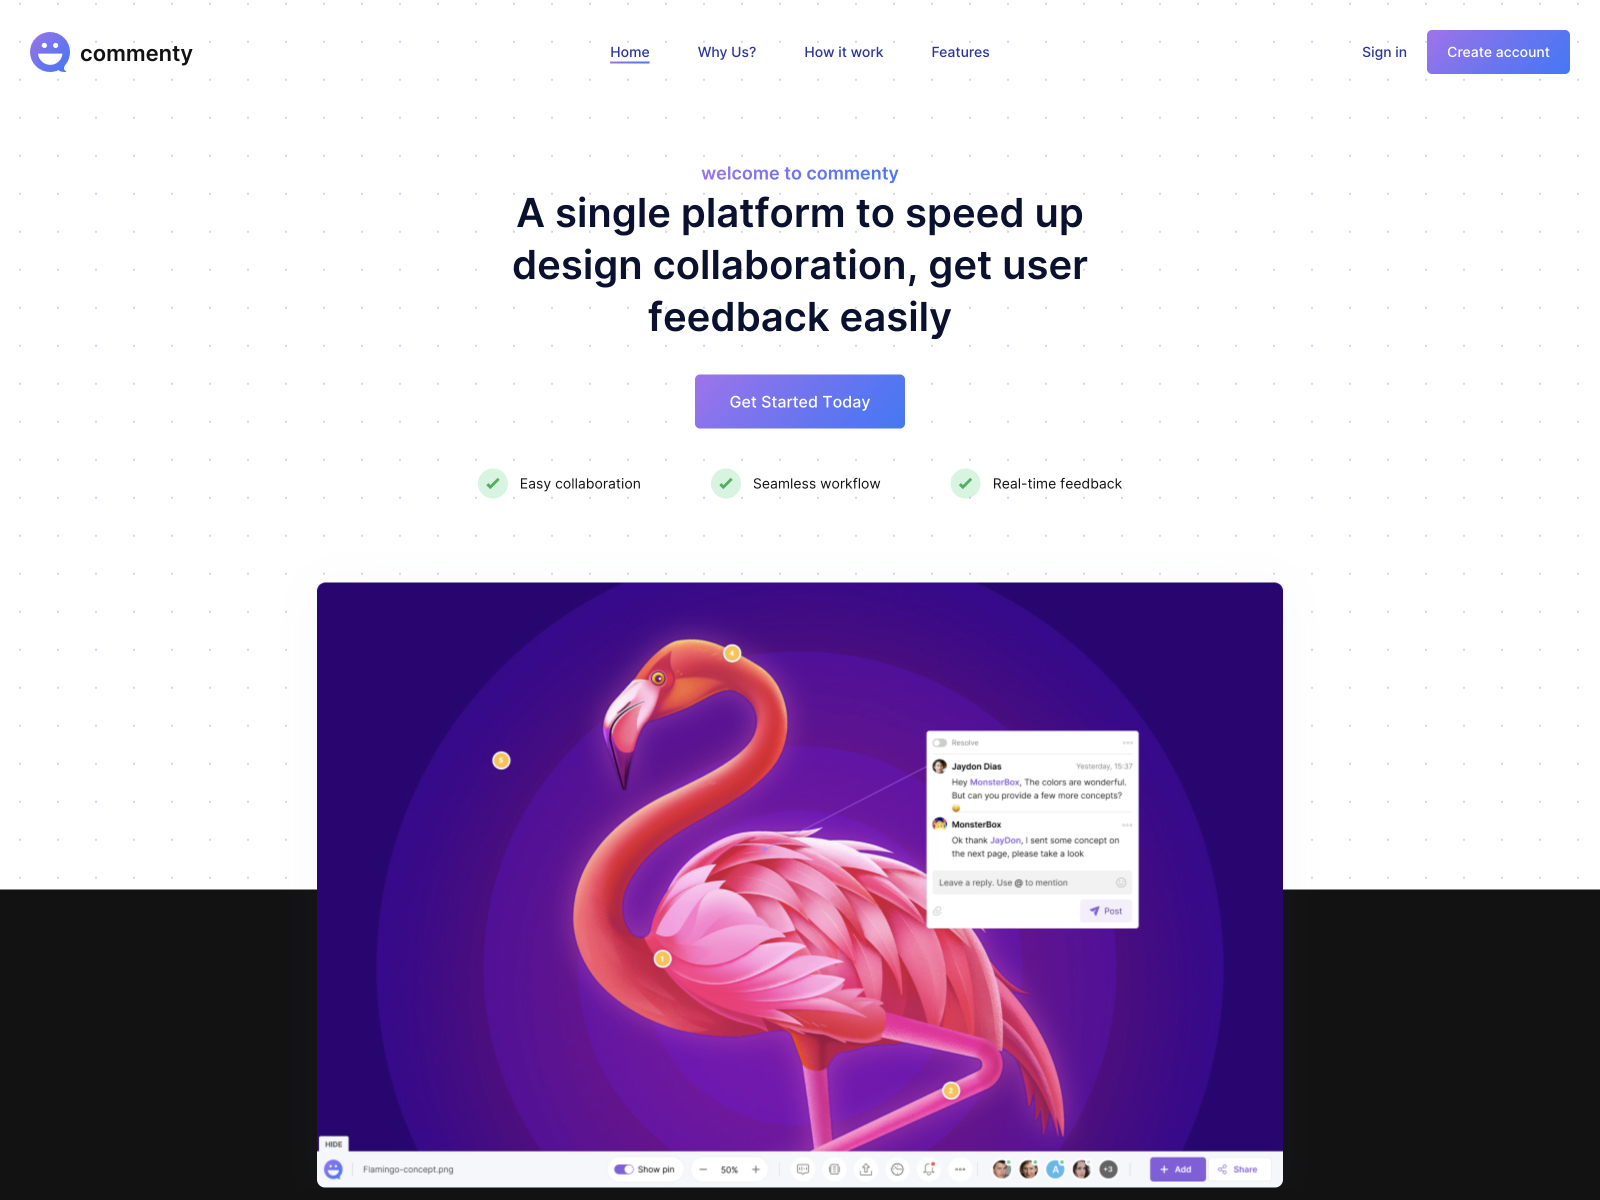 commenty
Home
Why Us?
How it work
Features
Sign in
Create account
welcome to commenty
A single platform to speed up
design collaboration, get user
feedback easily
Get Started Today
Easy collaboration
Seamless workflow
Real-time feedback
4
5
Resolve
Jaydon Dias
Yesterday, 15:37
Hey MonsterBox, The colors are wonderful.
But can you provide a few more concepts?
MonsterBox
Ok thank JayDon, I sent some concept on
the next page, please take a look
Leave a reply. Use @ to mention
Post
1
2
HIDE
Flamingo-concept.png
Show pin
50%
A
+3
+ Add
Share